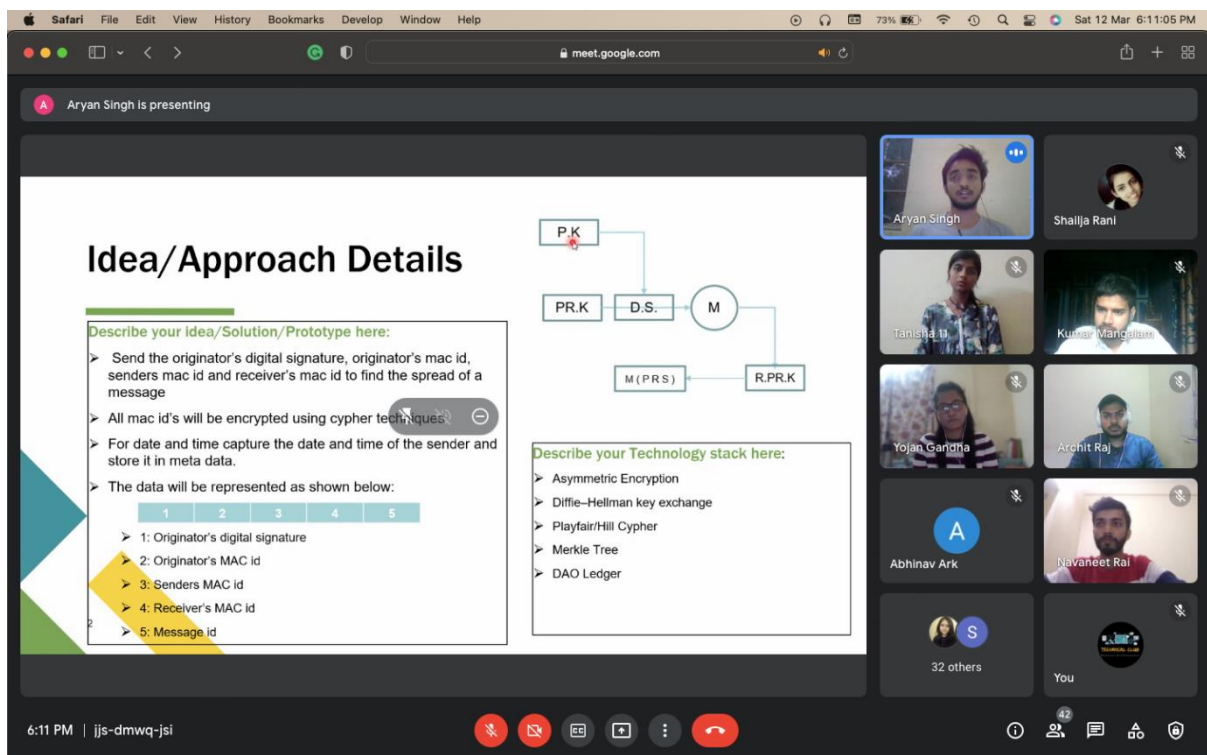 Safari File Edit View History Bookmarks Develop Window Help
73%
Sat 12 Mar 6:11:05 PM
meet.google.com
A Aryan Singh is presenting
Idea/Approach Details
Describe your idea/Solution/Prototype here:
➤ Send the originator's digital signature, originator's mac id,
senders mac id and receiver's mac id to find the spread of a
message
➤ All mac id's will be encrypted using cypher techniques
➤ For date and time capture the date and time of the sender and
store it in meta data.
➤ The data will be represented as shown below:
1 2 3 4 5
➤ 1: Originator's digital signature
➤ 2: Originator's MAC id
➤ 3: Senders MAC id
➤ 4: Receiver's MAC id
➤ 5: Message id
2
P.K
PR.K D.S. M
M(PRS) R.PR.K
Describe your Technology stack here:
➤ Asymmetric Encryption
➤ Diffie–Hellman key exchange
➤ Playfair/Hill Cypher
➤ Merkle Tree
➤ DAO Ledger
Aryan Singh
Shailja Rani
Tanisha 11
Kumar Mangalam
Yojan Gandha
Archit Raj
A
Abhinav Ark
Navaneet Rai
S
32 others
TECHNICAL CLUB
You
6:11 PM | jjs-dmwq-jsi
CC
42